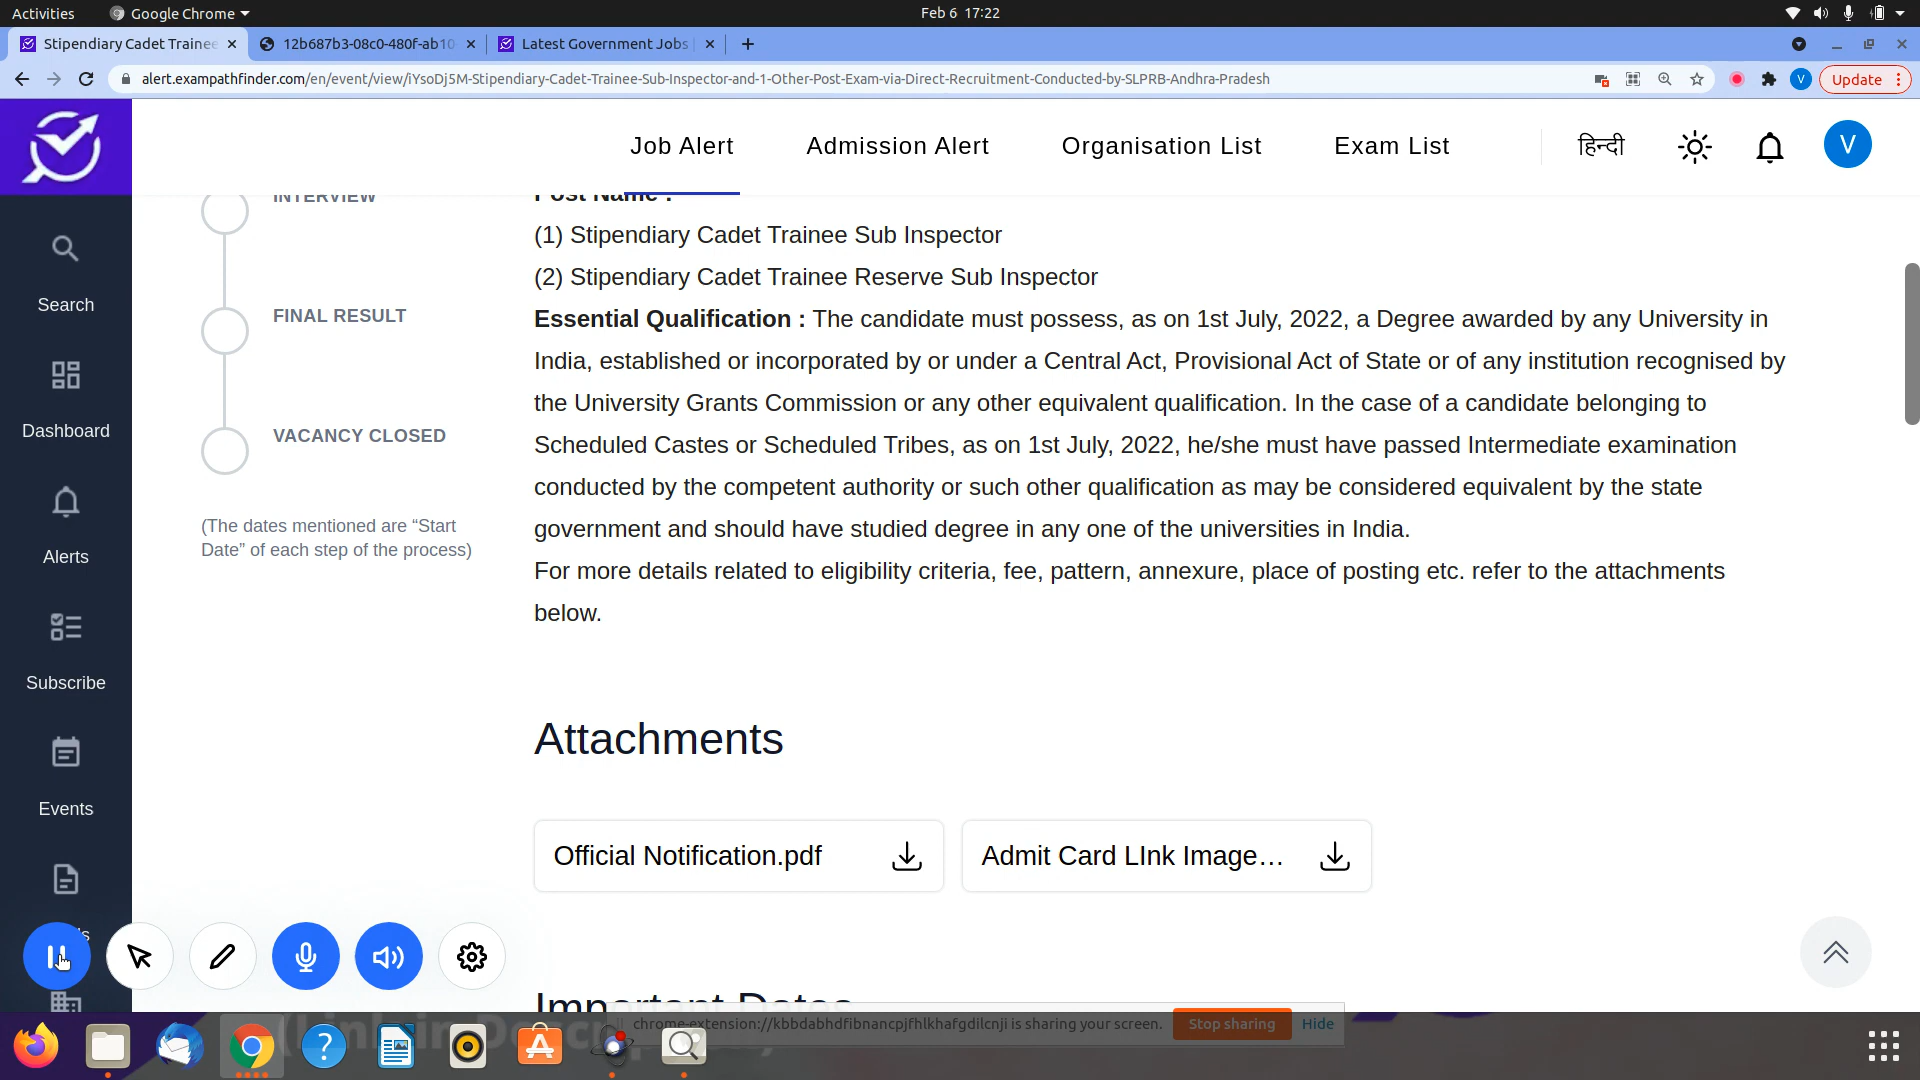 Activities
Google Chrome
Feb 6 17:22
Stipendiary Cadet Trainee
12b687b3-08c0-480f-ab10
Latest Government Jobs
alert.exampathfinder.com/en/event/view/iYsoDj5M-Stipendiary-Cadet-Trainee-Sub-Inspector-and-1-Other-Post-Exam-via-Direct-Recruitment-Conducted-by-SLPRB-Andhra-Pradesh
V
Update
Job Alert
Admission Alert
Organisation List
Exam List
हिन्दी
V
Search
Dashboard
Alerts
Subscribe
Events
INTERVIEW
FINAL RESULT
VACANCY CLOSED
(The dates mentioned are “Start
Date” of each step of the process)
Post Name :
(1) Stipendiary Cadet Trainee Sub Inspector
(2) Stipendiary Cadet Trainee Reserve Sub Inspector
Essential Qualification : The candidate must possess, as on 1st July, 2022, a Degree awarded by any University in
India, established or incorporated by or under a Central Act, Provisional Act of State or of any institution recognised by
the University Grants Commission or any other equivalent qualification. In the case of a candidate belonging to
Scheduled Castes or Scheduled Tribes, as on 1st July, 2022, he/she must have passed Intermediate examination
conducted by the competent authority or such other qualification as may be considered equivalent by the state
government and should have studied degree in any one of the universities in India.
For more details related to eligibility criteria, fee, pattern, annexure, place of posting etc. refer to the attachments
below.
Attachments
Official Notification.pdf
Admit Card LInk Image...
Important Dates
chrome-extension://kbbdabhdfibnancpjfhlkhafgdilcnji is sharing your screen.
Stop sharing
Hide